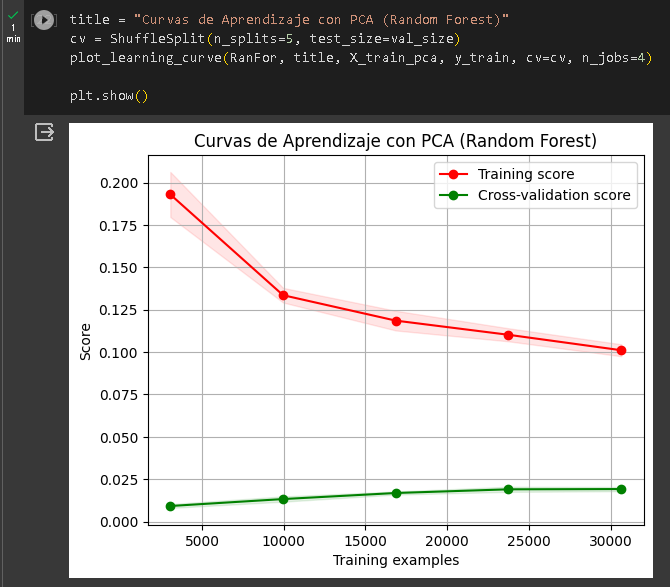 title = "Curvas de Aprendizaje con PCA (Random Forest)"
cv = ShuffleSplit(n_splits=5, test_size=val_size)
plot_learning_curve(RanFor, title, X_train_pca, y_train, cv=cv, n_jobs=4)
plt.show()
1
min
Curvas de Aprendizaje con PCA (Random Forest)
Training score
Cross-validation score
0.200
0.175
0.150
0.125
0.100
0.075
0.050
0.025
0.000
Score
5000 10000 15000 20000 25000 30000
Training examples